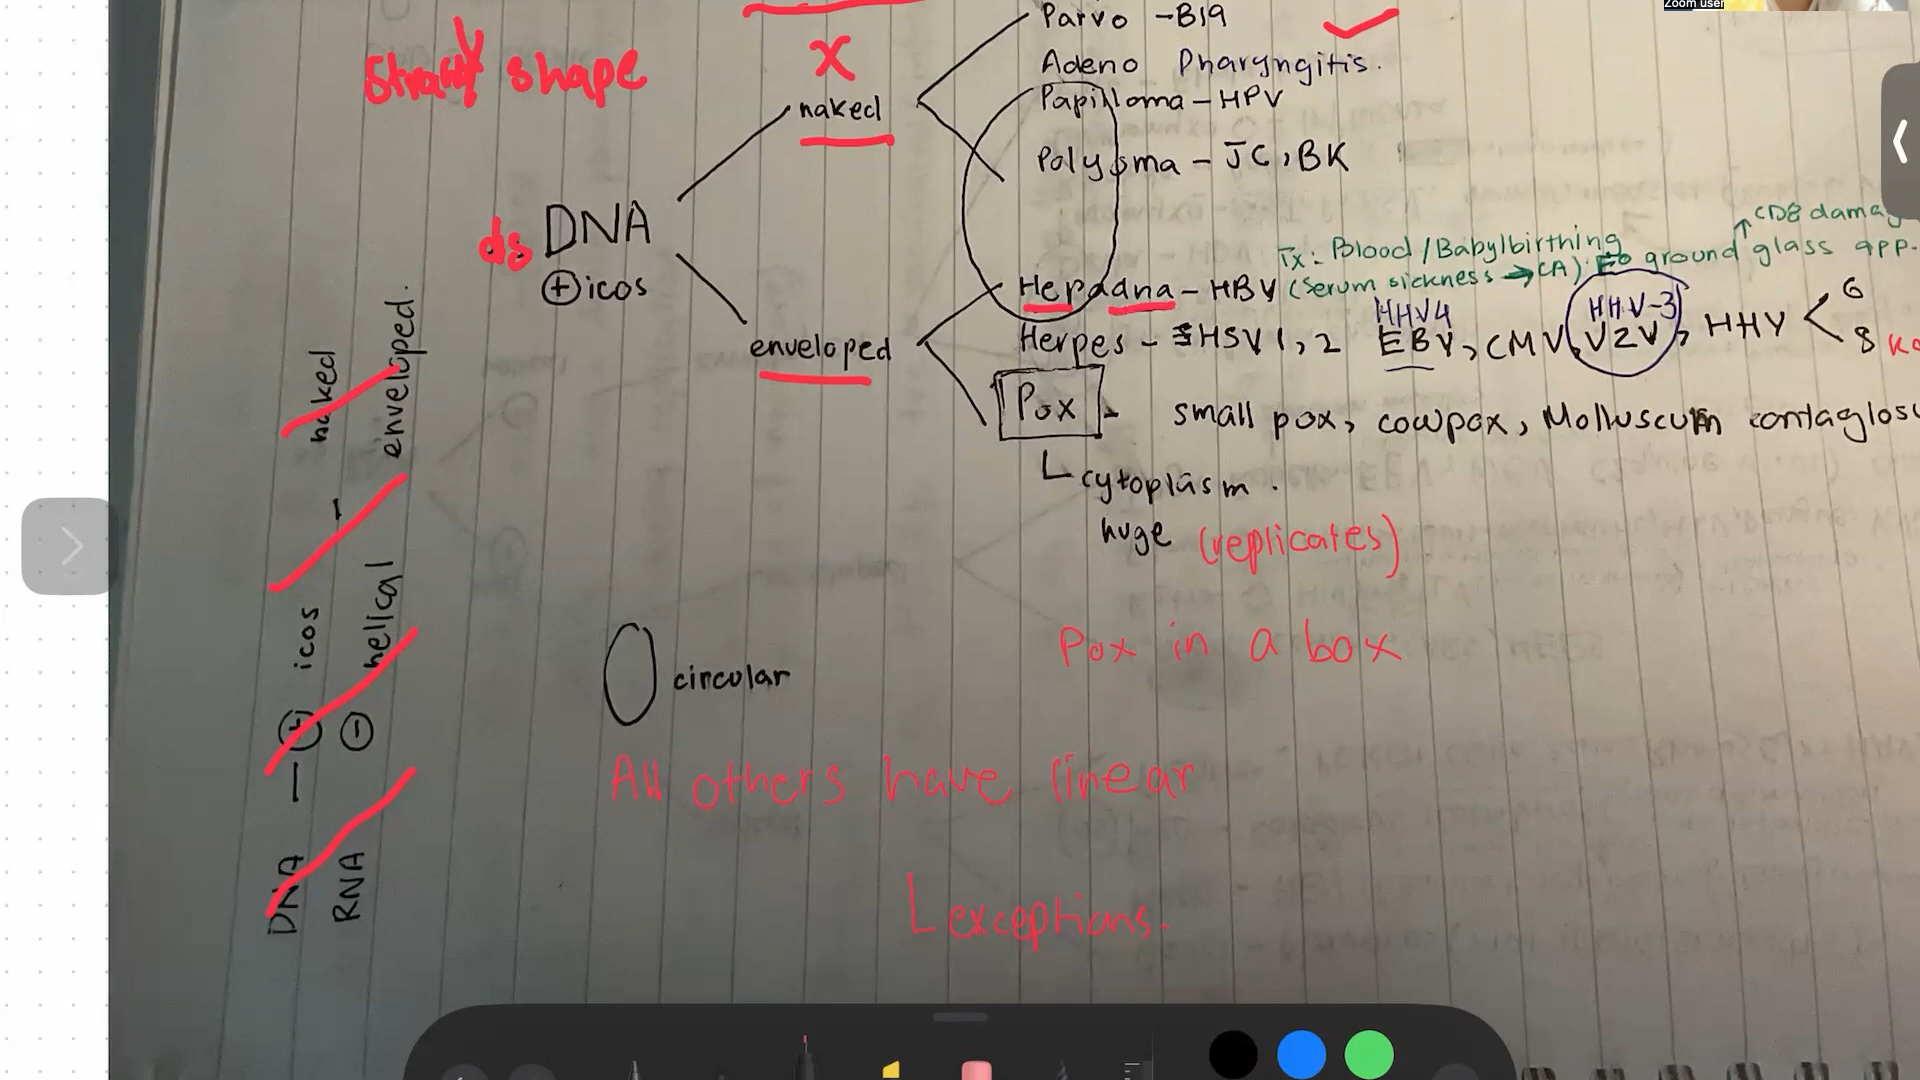 Zoom user
Parvo - B19
shape
X
Adeno Pharyngitis.
naked
Papilloma - HPV
Polyoma - JC, BK
ds DNA
⊕ icos
CD8
Tx: Blood / Babylbirthing
ground glass app.
Hepadna - HBV (Serum sickness → CA)
HHV4
HHV-3
enveloped
Herpes - HSV 1, 2 EBV, CMV, VZV, HHV < 6
8
Pox - small pox, cowpox, Molluscum
cytoplasm.
huge (replicates)
Pox in a box
circular
All others have linear
exceptions.
DNA - ⊕ icos - naked
RNA ⊖ helical enveloped.